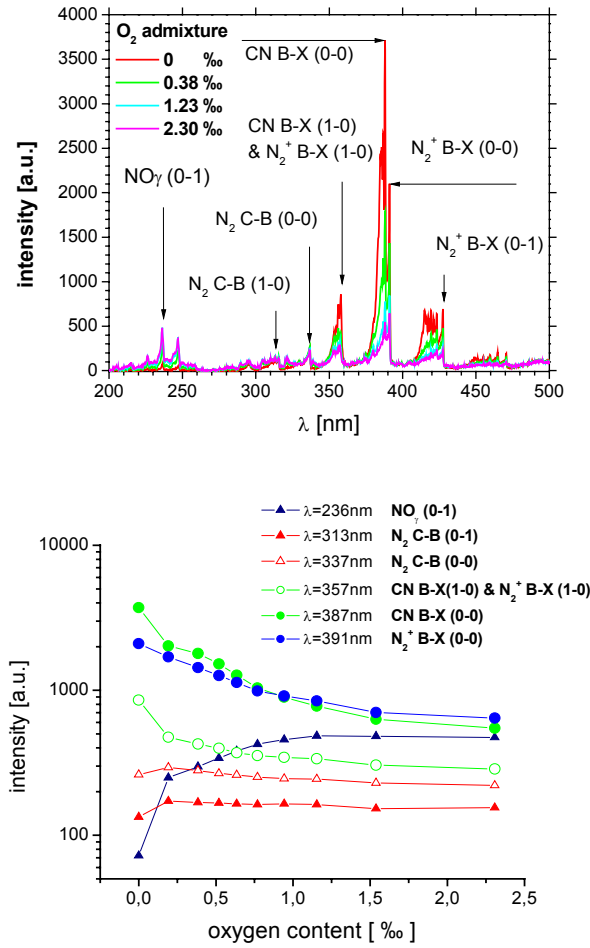 O₂ admixture
0 ‰
0.38 ‰
1.23 ‰
2.30 ‰
CN B-X (0-0)
CN B-X (1-0)
& N₂⁺ B-X (1-0)
N₂⁺ B-X (0-0)
NOγ (0-1)
N₂ C-B (0-0)
N₂ C-B (1-0)
N₂⁺ B-X (0-1)
intensity [a.u.]
4000
3500
3000
2500
2000
1500
1000
500
0
200 250 300 350 400 450 500
λ [nm]
λ=236nm NOγ (0-1)
λ=313nm N₂ C-B (0-1)
λ=337nm N₂ C-B (0-0)
λ=357nm CN B-X(1-0) & N₂⁺ B-X (1-0)
λ=387nm CN B-X (0-0)
λ=391nm N₂⁺ B-X (0-0)
intensity [a.u.]
10000
1000
100
0,0 0,5 1,0 1,5 2,0 2,5
oxygen content [ ‰]